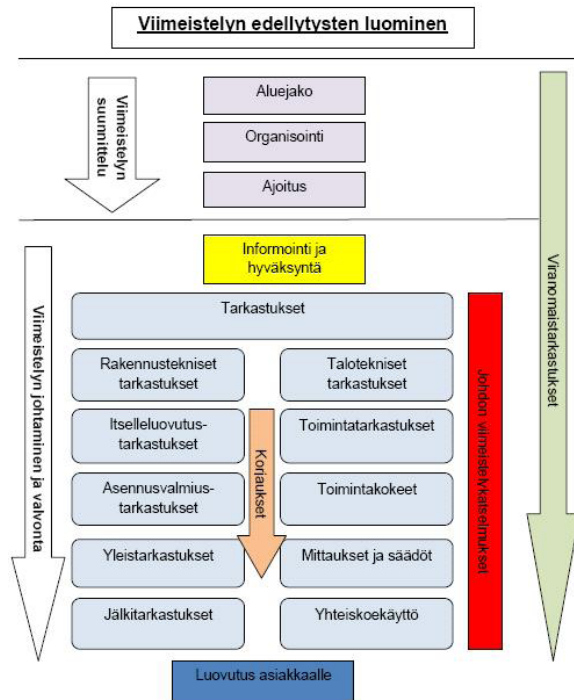 Viimeistelyn edellytysten luominen
Viimeistelyn
suunnittelu
Aluejako
Organisointi
Ajoitus
Viranomaistarkastukset
Viimeistelyn johtaminen ja valvonta
Informointi ja
hyväksyntä
Tarkastukset
Rakennustekniset
tarkastukset
Talotekniset
tarkastukset
Itselleluovutus-
tarkastukset
Toimintatarkastukset
Asennusvalmius-
tarkastukset
Toimintakokeet
Yleistarkastukset
Mittaukset ja säädöt
Jälkitarkastukset
Yhteiskoekäyttö
Korjaukset
Johdon viimeistelykatselmukset
Luovutus asiakkaalle